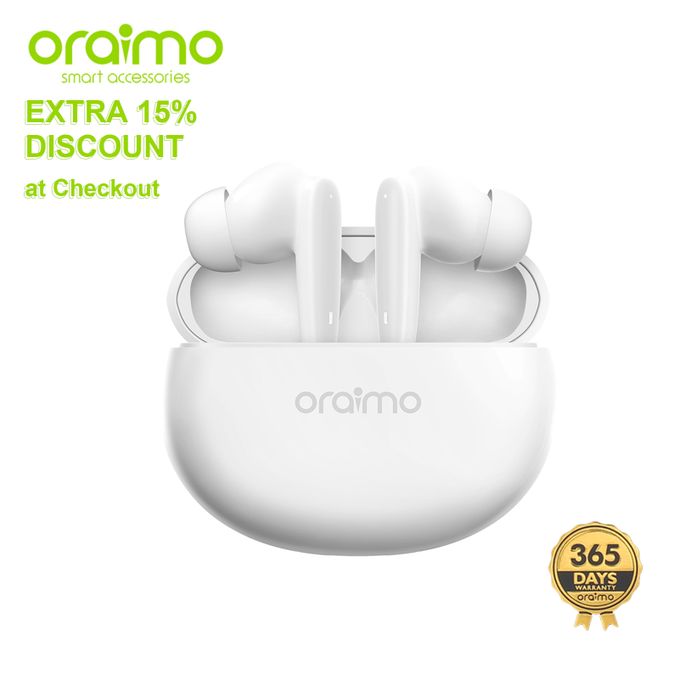 oraimo
smart accessories
EXTRA 15%
DISCOUNT
at Checkout
oraimo
365
DAYS
WARRANTY
oraimo